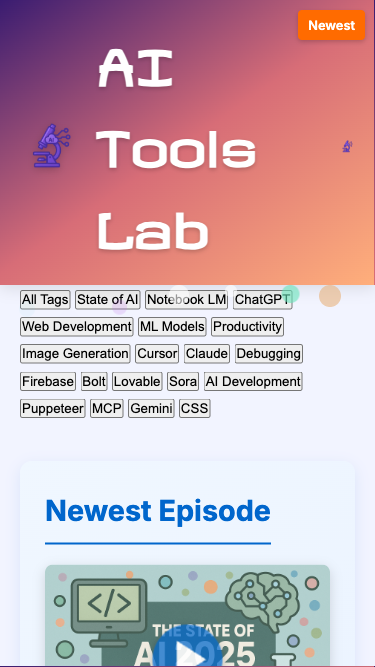 Newest
AI
Tools
Lab
All Tags State of AI Notebook LM ChatGPT
Web Development ML Models Productivity
Image Generation Cursor Claude Debugging
Firebase Bolt Lovable Sora AI Development
Puppeteer MCP Gemini CSS
Newest Episode
</>
THE STATE OF
AI 2025